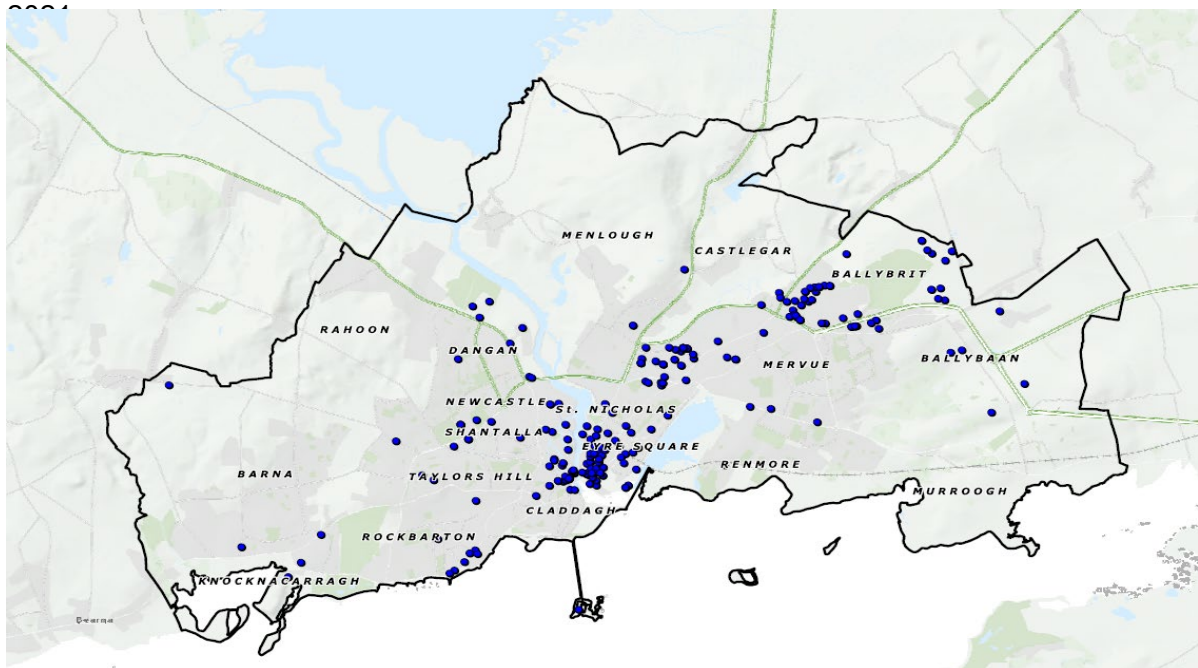 MENLOUGH
CASTLEGAR
BALLYBRIT
RAHOON
DANGAN
MERVUE
BALLYBAAN
NEWCASTLE
St. NICHOLAS
SHANTALLA
EYRE SQUARE
BARNA
TAYLORS HILL
RENMORE
MURROOGH
CLADDAGH
ROCKBARTON
KNOCKNACARRAGH